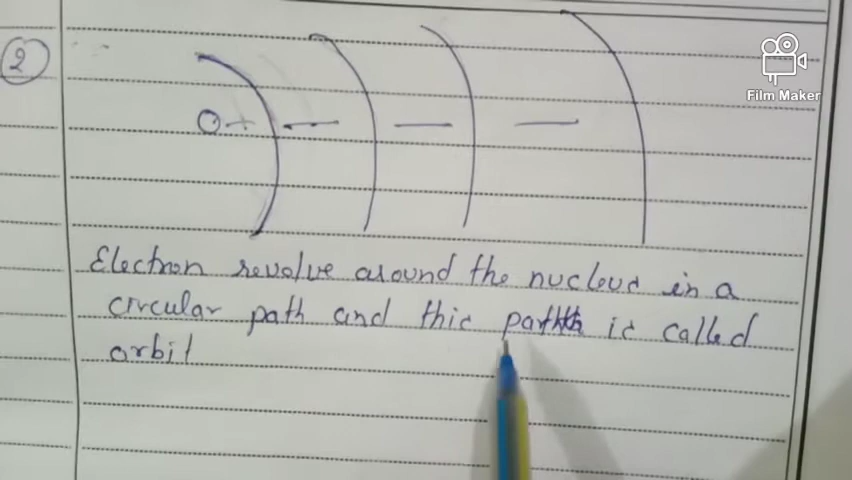 2
+
Film Maker
Electron revolve around the nucleus in a
circular path and this path is called
orbit